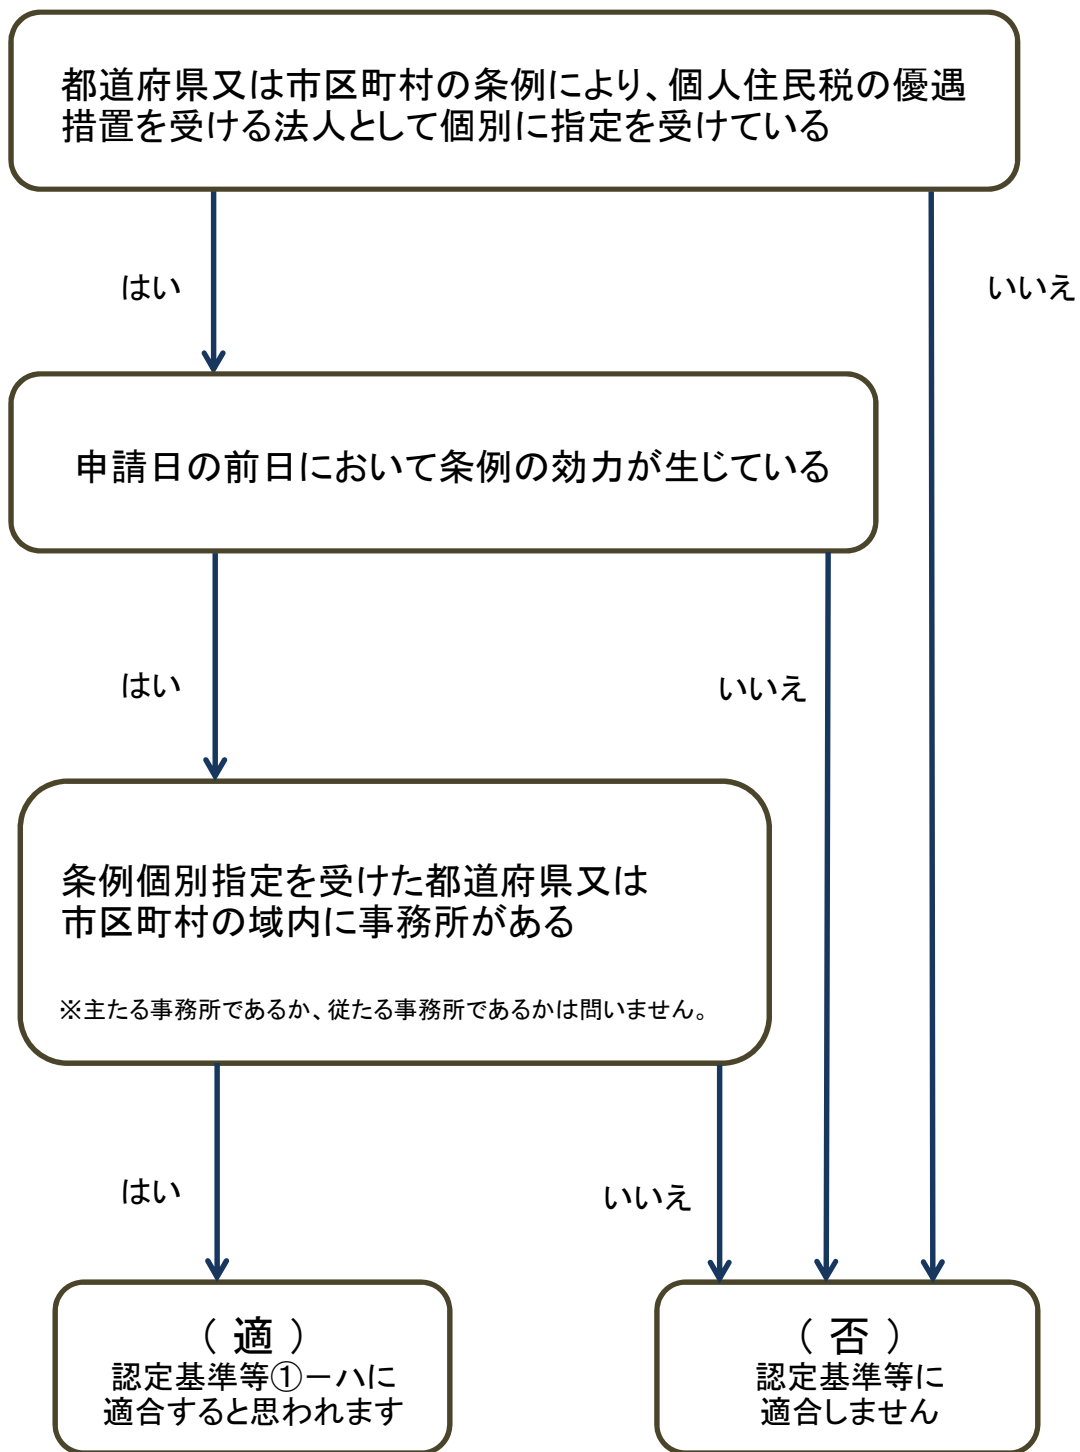 都道府県又は市区町村の条例により、個人住民税の優遇
措置を受ける法人として個別に指定を受けている
はい
いいえ
申請日の前日において条例の効力が生じている
はい
いいえ
条例個別指定を受けた都道府県又は
市区町村の域内に事務所がある
※主たる事務所であるか、従たる事務所であるかは問いません。
はい
いいえ
（ 適 ）
認定基準等①－ハに
適合すると思われます
（ 否 ）
認定基準等に
適合しません